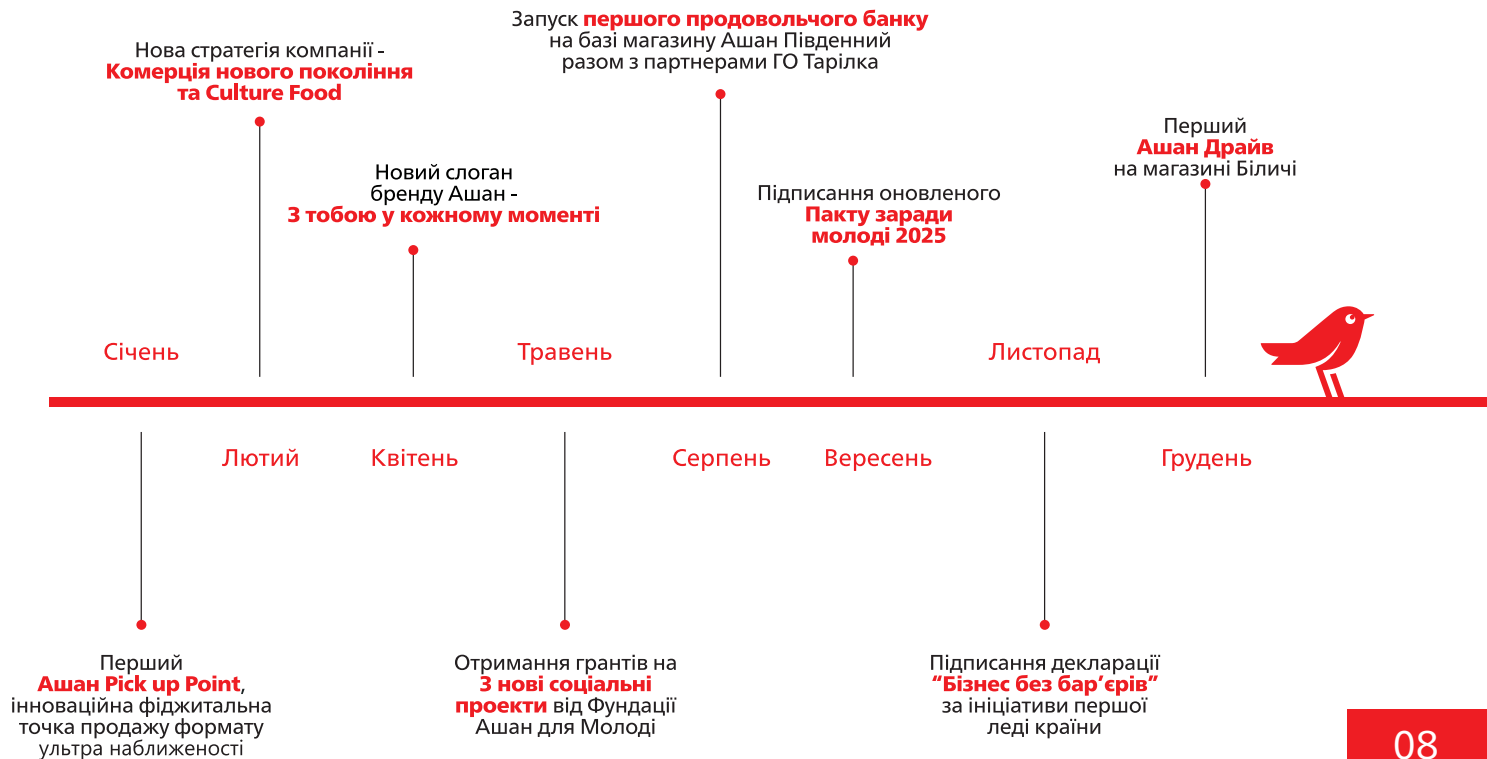 Запуск першого продовольчого банку
на базі магазину Ашан Південний
разом з партнерами ГО Тарілка
Нова стратегія компанії -
Комерція нового покоління
та Culture Food
Новий слоган
бренду Ашан -
З тобою у кожному моменті
Підписання оновленого
Пакту заради
молоді 2025
Перший
Ашан Драйв
на магазині Біличі
Січень
Травень
Листопад
Лютий
Квітень
Серпень
Вересень
Грудень
Перший
Ашан Pick up Point,
інноваційна фіджитальна
точка продажу формату
ультра наближеності
Отримання грантів на
3 нові соціальні
проекти від Фундації
Ашан для Молоді
Підписання декларації
“Бізнес без бар’єрів”
за ініціативи першої
леді країни
08